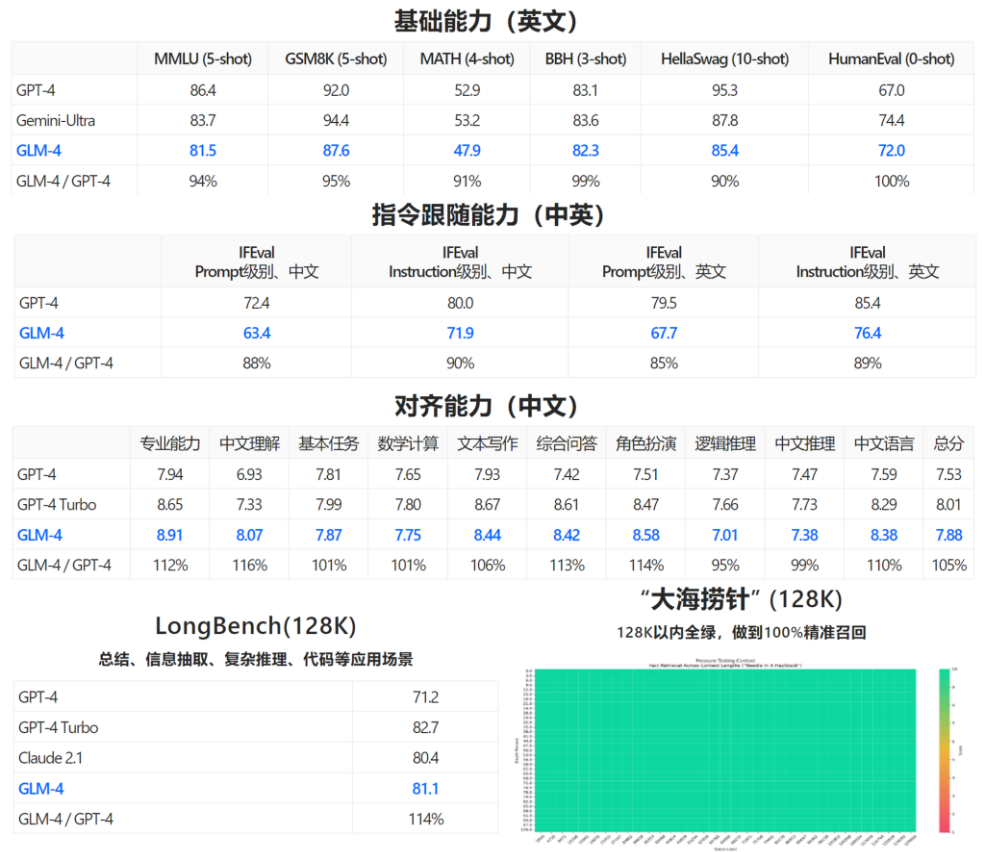 基础能力（英文）
MMLU (5-shot) GSM8K (5-shot) MATH (4-shot) BBH (3-shot) HellaSwag (10-shot) HumanEval (0-shot)
GPT-4 86.4 92.0 52.9 83.1 95.3 67.0
Gemini-Ultra 83.7 94.4 53.2 83.6 87.8 74.4
GLM-4 81.5 87.6 47.9 82.3 85.4 72.0
GLM-4 / GPT-4 94% 95% 91% 99% 90% 100%
指令跟随能力（中英）
IFEval IFEval IFEval IFEval
Prompt级别、中文 Instruction级别、中文 Prompt级别、英文 Instruction级别、英文
GPT-4 72.4 80.0 79.5 85.4
GLM-4 63.4 71.9 67.7 76.4
GLM-4 / GPT-4 88% 90% 85% 89%
对齐能力（中文）
专业能力 中文理解 基本任务 数学计算 文本写作 综合问答 角色扮演 逻辑推理 中文推理 中文语言 总分
GPT-4 7.94 6.93 7.81 7.65 7.93 7.42 7.51 7.37 7.47 7.59 7.53
GPT-4 Turbo 8.65 7.33 7.99 7.80 8.67 8.61 8.47 7.66 7.73 8.29 8.01
GLM-4 8.91 8.07 7.87 7.75 8.44 8.42 8.58 7.01 7.38 8.38 7.88
GLM-4 / GPT-4 112% 116% 101% 101% 106% 113% 114% 95% 99% 110% 105%
LongBench(128K)
总结、信息抽取、复杂推理、代码等应用场景
GPT-4 71.2
GPT-4 Turbo 82.7
Claude 2.1 80.4
GLM-4 81.1
GLM-4 / GPT-4 114%
“大海捞针” (128K)
128K以内全绿，做到100%精准召回
Pressure Testing Context
Fact Retrieval Across Context Lengths ("Needle In A HayStack")